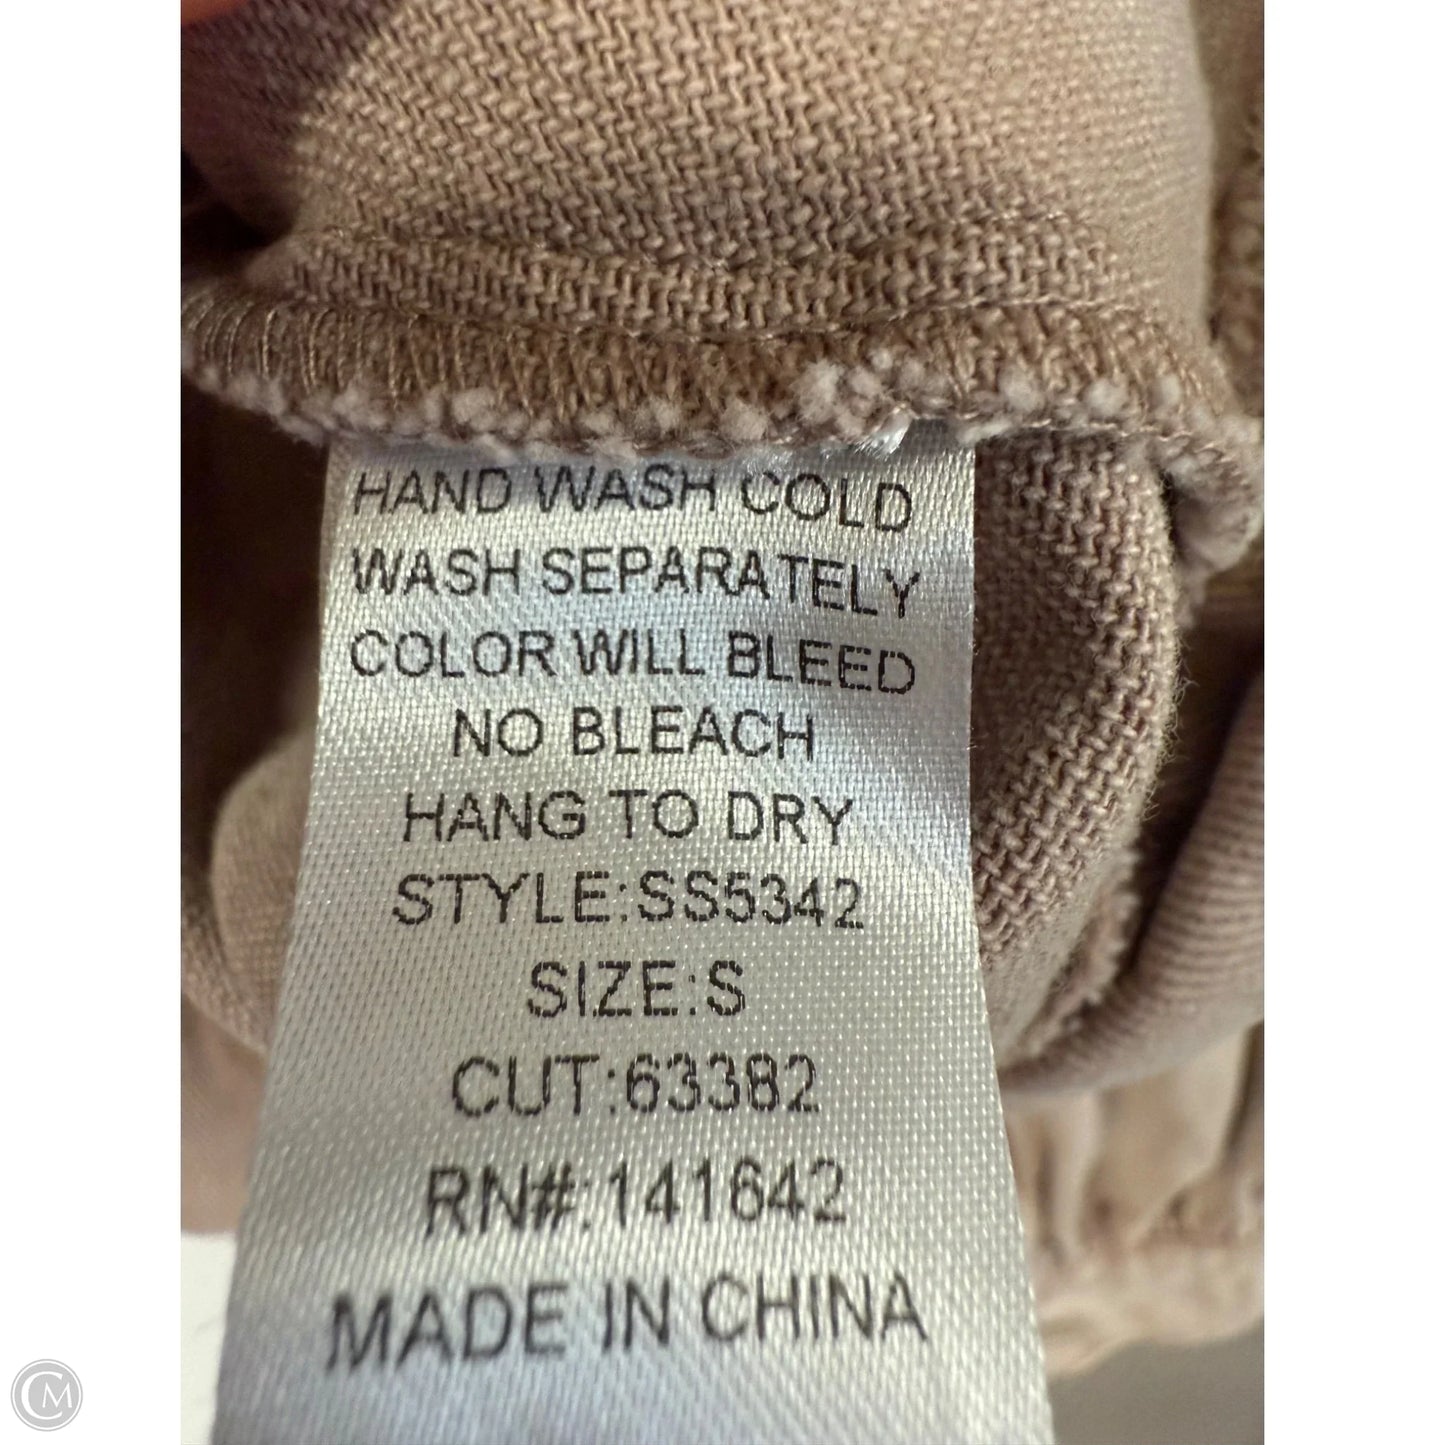 HAND WASH COLD
WASH SEPARATELY
COLOR WILL BLEED
NO BLEACH
HANG TO DRY
STYLE:SS5342
SIZE:S
CUT:63382
RN#:141642
MADE IN CHINA
CM